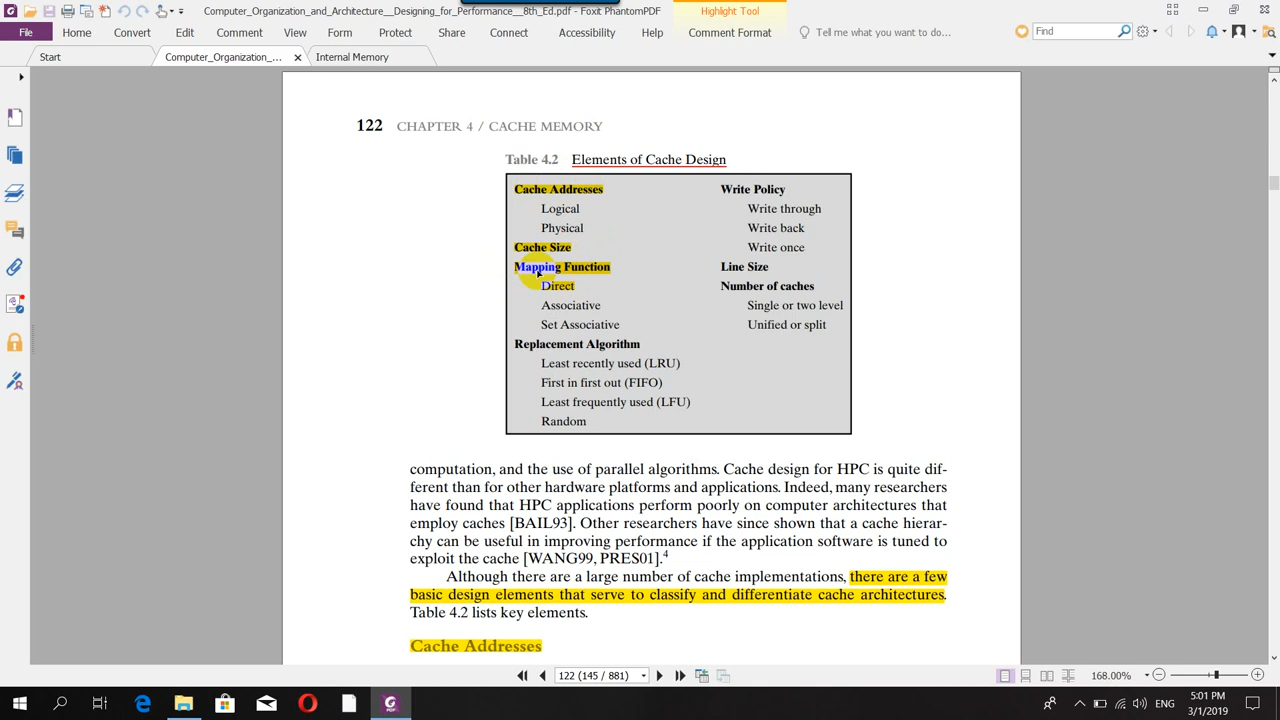 Computer_Organization_and_Architecture__Designing_for_Performance__8th_Ed.pdf - Foxit PhantomPDF
Highlight Tool
File Home Convert Edit Comment View Form Protect Share Connect Accessibility Help Comment Format Tell me what you want to do... Find
Start Computer_Organization_... Internal Memory
122 CHAPTER 4 / CACHE MEMORY
Table 4.2 Elements of Cache Design
Cache Addresses
Logical
Physical
Cache Size
Mapping Function
Direct
Associative
Set Associative
Replacement Algorithm
Least recently used (LRU)
First in first out (FIFO)
Least frequently used (LFU)
Random
Write Policy
Write through
Write back
Write once
Line Size
Number of caches
Single or two level
Unified or split
computation, and the use of parallel algorithms. Cache design for HPC is quite dif-
ferent than for other hardware platforms and applications. Indeed, many researchers
have found that HPC applications perform poorly on computer architectures that
employ caches [BAIL93]. Other researchers have since shown that a cache hierar-
chy can be useful in improving performance if the application software is tuned to
exploit the cache [WANG99, PRES01].4
Although there are a large number of cache implementations, there are a few
basic design elements that serve to classify and differentiate cache architectures.
Table 4.2 lists key elements.
Cache Addresses
122 (145 / 881)
168.00%
ENG
5:01 PM
3/1/2019